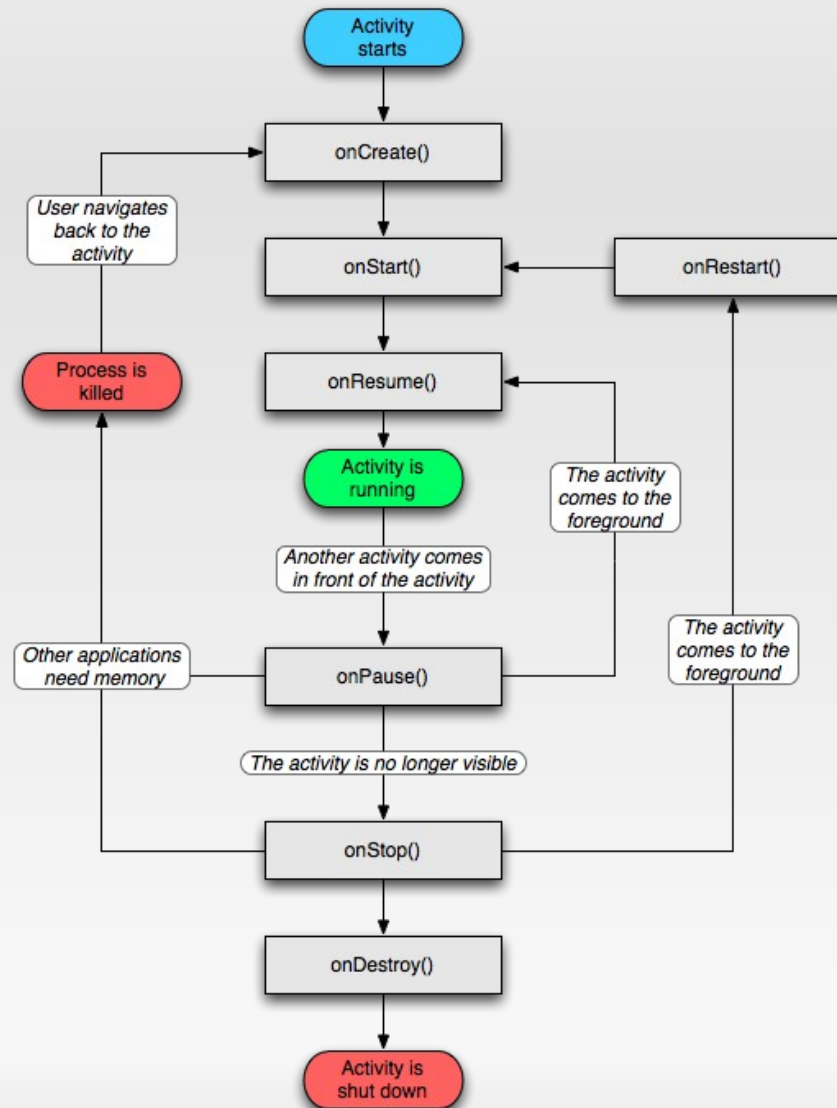 Activity
starts
onCreate()
User navigates
back to the
activity
onStart()
onRestart()
onResume()
Process is
killed
Activity is
running
The activity
comes to the
foreground
Another activity comes
in front of the activity
The activity
comes to the
foreground
Other applications
need memory
onPause()
The activity is no longer visible
onStop()
onDestroy()
Activity is
shut down